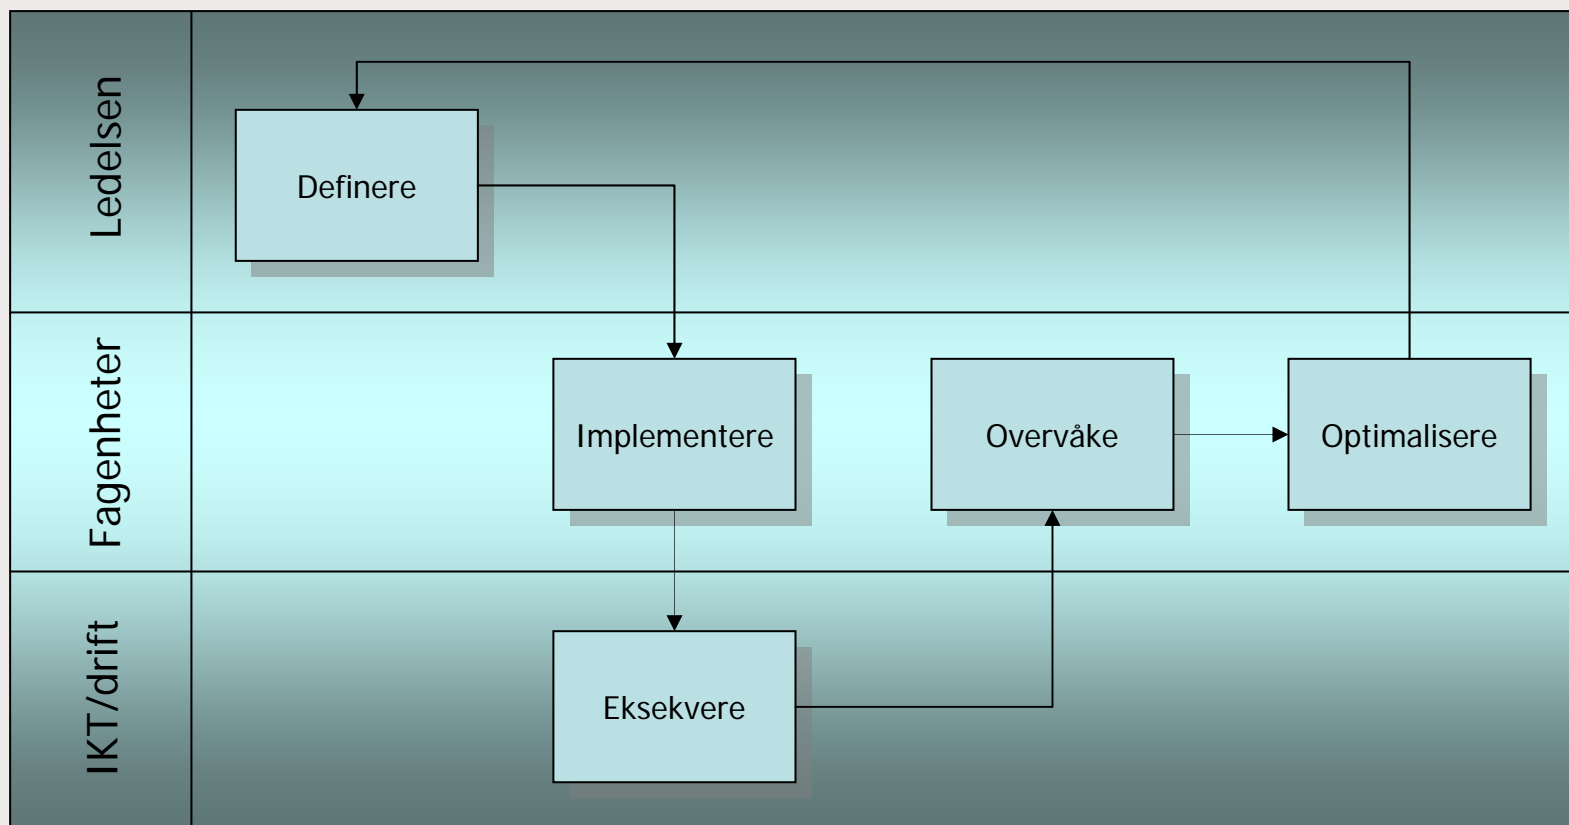 Ledelsen
Definere
Fagenheter
Implementere
Overvåke
Optimalisere
IKT/drift
Eksekvere